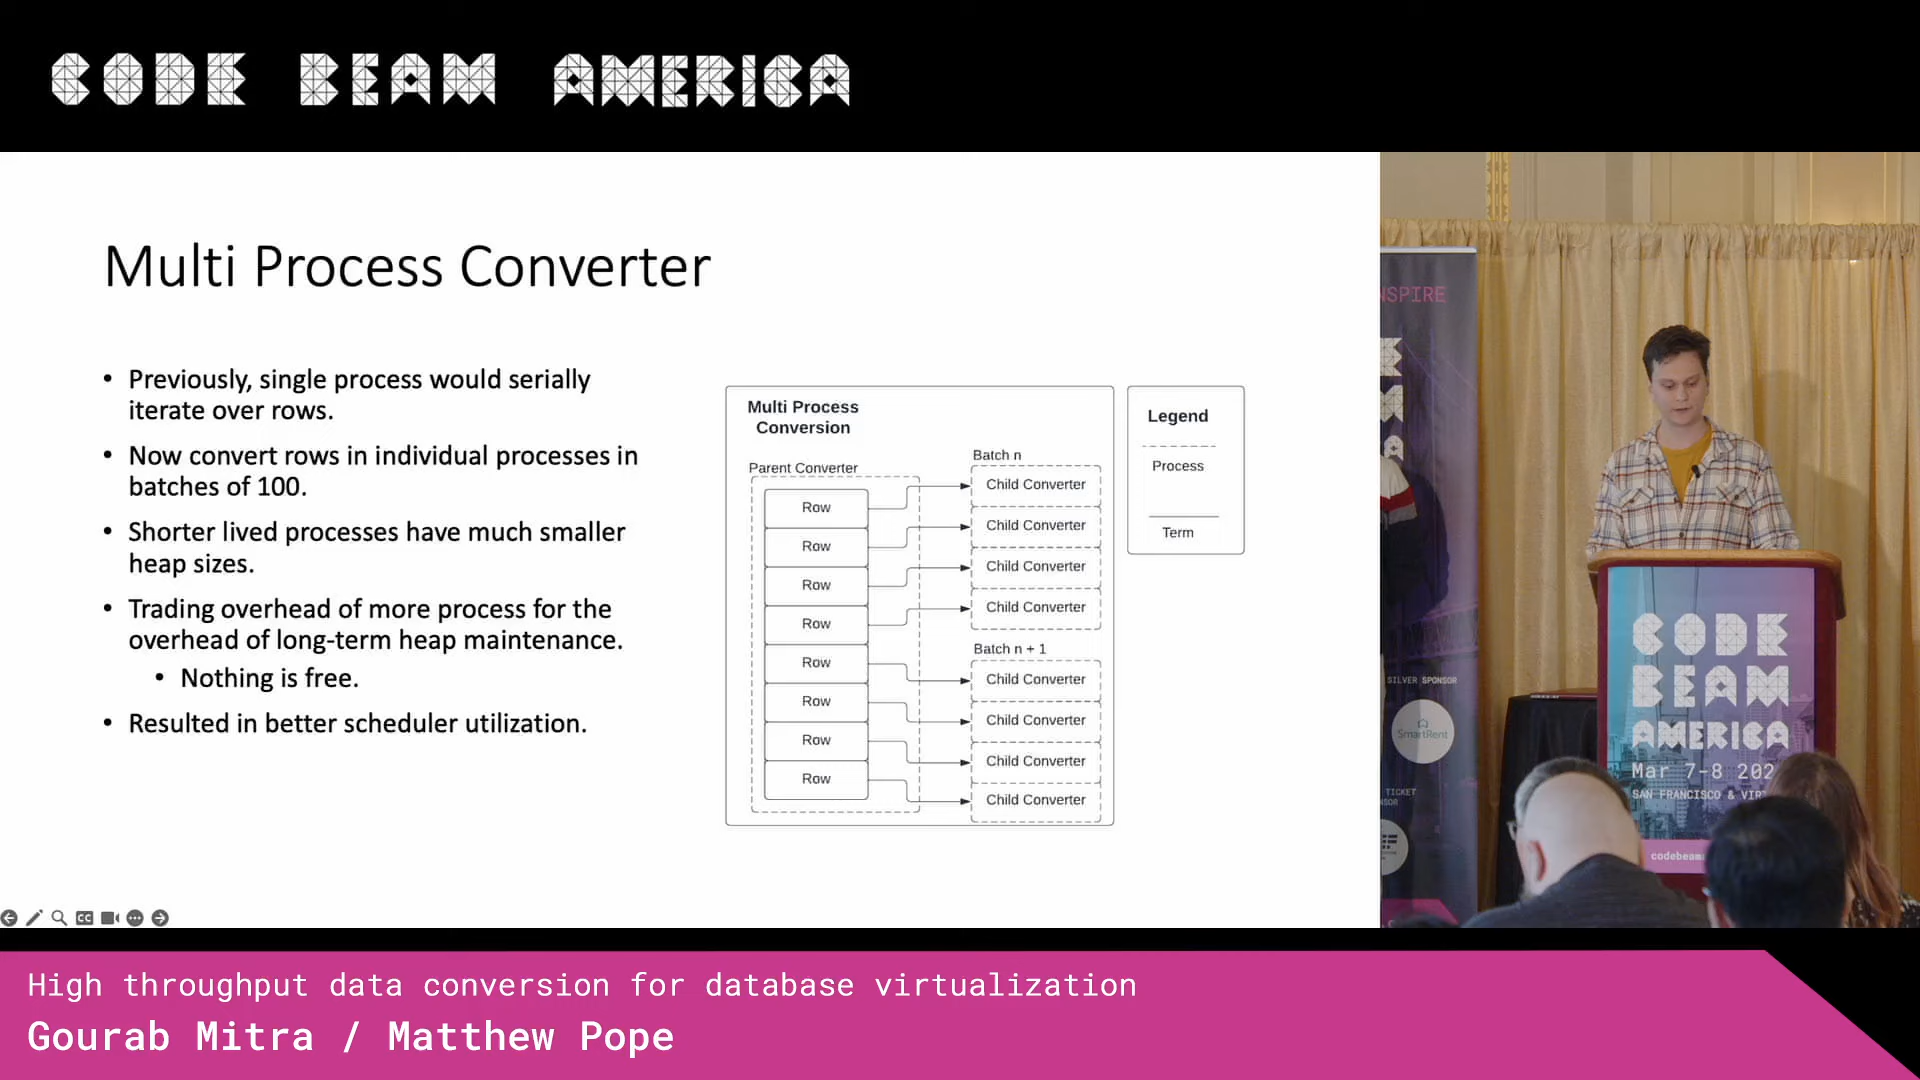 CODE BEAM AMERICA
Multi Process Converter
• Previously, single process would serially
iterate over rows.
• Now convert rows in individual processes in
batches of 100.
• Shorter lived processes have much smaller
heap sizes.
• Trading overhead of more process for the
overhead of long-term heap maintenance.
• Nothing is free.
• Resulted in better scheduler utilization.
Multi Process
Conversion
Parent Converter
Row
Row
Row
Row
Row
Row
Row
Row
Batch n
Child Converter
Child Converter
Child Converter
Child Converter
Batch n + 1
Child Converter
Child Converter
Child Converter
Child Converter
Legend
Process
Term
SILVER SPONSOR
SmartRent
TICKET
CODE
BEAM
AMERICA
Mar 7-8
SAN FRANCISCO &
High throughput data conversion for database virtualization
Gourab Mitra / Matthew Pope